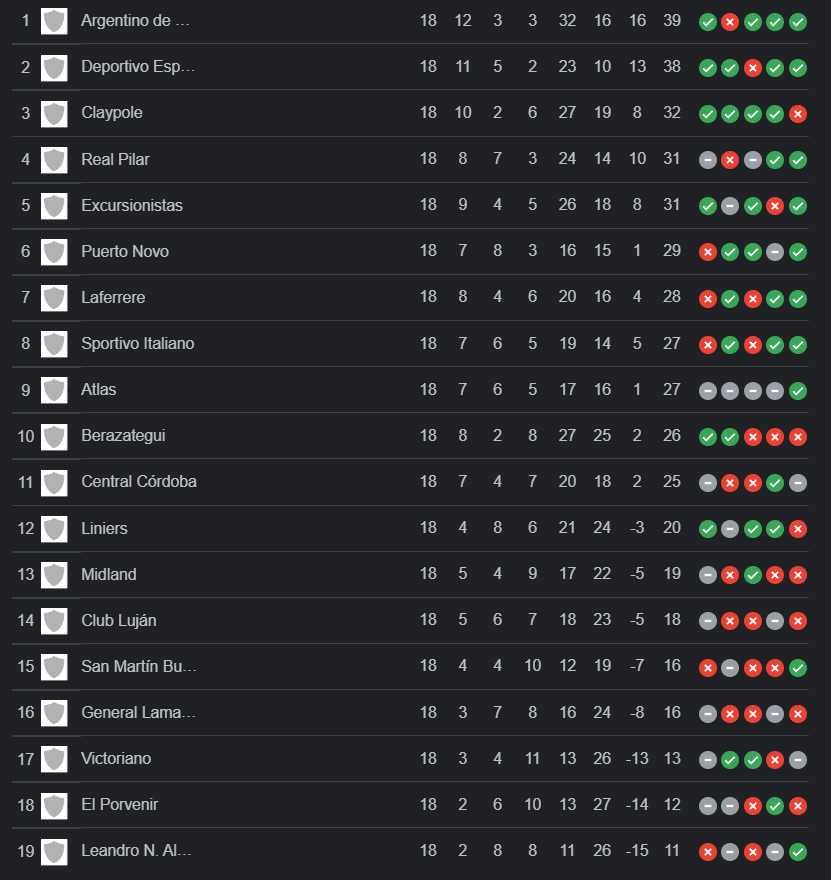 1 Argentino de ... 18 12 3 3 32 16 16 39
2 Deportivo Esp... 18 11 5 2 23 10 13 38
3 Claypole 18 10 2 6 27 19 8 32
4 Real Pilar 18 8 7 3 24 14 10 31
5 Excursionistas 18 9 4 5 26 18 8 31
6 Puerto Novo 18 7 8 3 16 15 1 29
7 Laferrere 18 8 4 6 20 16 4 28
8 Sportivo Italiano 18 7 6 5 19 14 5 27
9 Atlas 18 7 6 5 17 16 1 27
10 Berazategui 18 8 2 8 27 25 2 26
11 Central Córdoba 18 7 4 7 20 18 2 25
12 Liniers 18 4 8 6 21 24 -3 20
13 Midland 18 5 4 9 17 22 -5 19
14 Club Luján 18 5 6 7 18 23 -5 18
15 San Martín Bu... 18 4 4 10 12 19 -7 16
16 General Lama... 18 3 7 8 16 24 -8 16
17 Victoriano 18 3 4 11 13 26 -13 13
18 El Porvenir 18 2 6 10 13 27 -14 12
19 Leandro N. Al... 18 2 8 8 11 26 -15 11